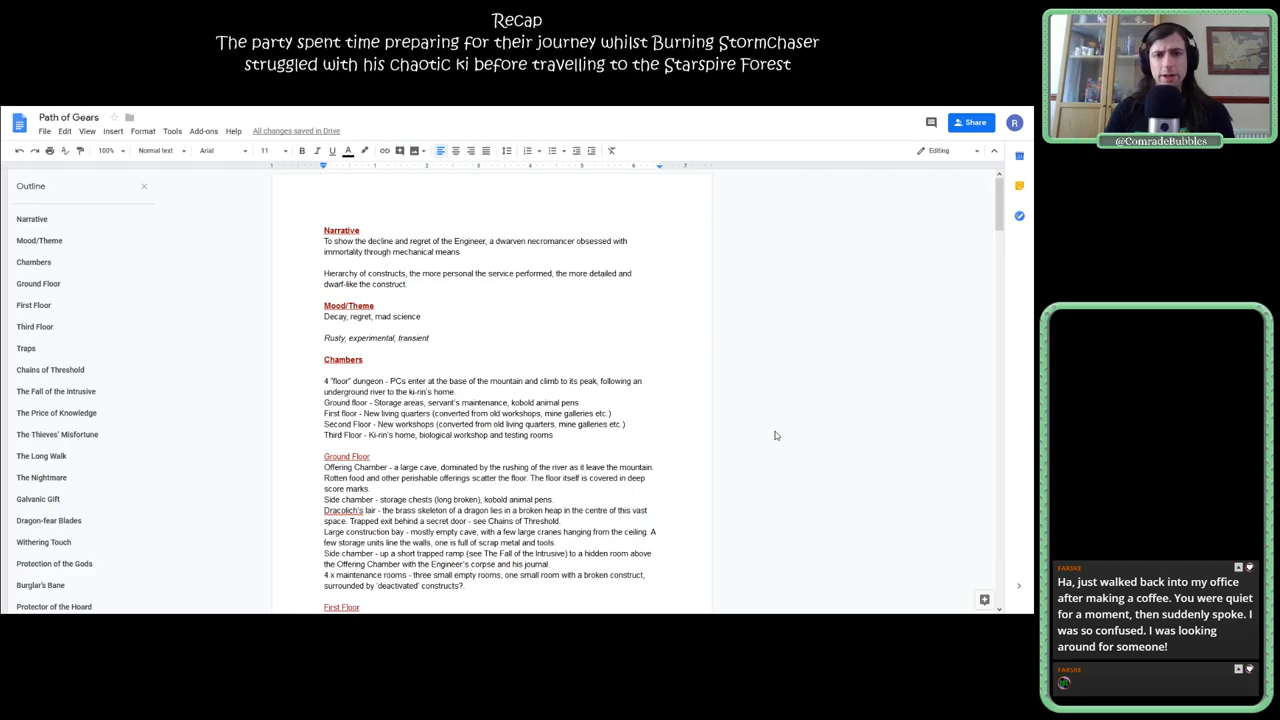 Recap
The party spent time preparing for their journey whilst Burning Stormchaser
struggled with his chaotic ki before travelling to the Starspire Forest
@ComradeBubbles
Path of Gears
File Edit View Insert Format Tools Add-ons Help All changes saved in Drive
Share
R
100% Normal text Arial 11 B I U A Editing
1 1 2 3 4 5 6 7
Outline
Narrative
Mood/Theme
Chambers
Ground Floor
First Floor
Third Floor
Traps
Chains of Threshold
The Fall of the Intrusive
The Price of Knowledge
The Thieves' Misfortune
The Long Walk
The Nightmare
Galvanic Gift
Dragon-fear Blades
Withering Touch
Protection of the Gods
Burglar's Bane
Protector of the Hoard
Narrative
To show the decline and regret of the Engineer, a dwarven necromancer obsessed with
immortality through mechanical means
Hierarchy of constructs, the more personal the service performed, the more detailed and
dwarf-like the construct.
Mood/Theme
Decay, regret, mad science
Rusty, experimental, transient
Chambers
4 "floor" dungeon - PCs enter at the base of the mountain and climb to its peak, following an
underground river to the ki-rin's home.
Ground floor - Storage areas, servant's maintenance, kobold animal pens
First floor - New living quarters (converted from old workshops, mine galleries etc.)
Second Floor - New workshops (converted from old living quarters, mine galleries etc.)
Third Floor - Ki-rin's home, biological workshop and testing rooms
Ground Floor
Offering Chamber - a large cave, dominated by the rushing of the river as it leave the mountain.
Rotten food and other perishable offerings scatter the floor. The floor itself is covered in deep
score marks.
Side chamber - storage chests (long broken), kobold animal pens.
Dracolich's lair - the brass skeleton of a dragon lies in a broken heap in the centre of this vast
space. Trapped exit behind a secret door - see Chains of Threshold.
Large construction bay - mostly empty cave, with a few large cranes hanging from the ceiling. A
few storage units line the walls, one is full of scrap metal and tools.
Side chamber - up a short trapped ramp (see The Fall of the Intrusive) to a hidden room above
the Offering Chamber with the Engineer's corpse and his journal.
4 x maintenance rooms - three small empty rooms, one small room with a broken construct,
surrounded by 'deactivated' constructs?.
First Floor
FARSKE
Ha, just walked back into my office
after making a coffee. You were quiet
for a moment, then suddenly spoke. I
was so confused. I was looking
around for someone!
FARSKE